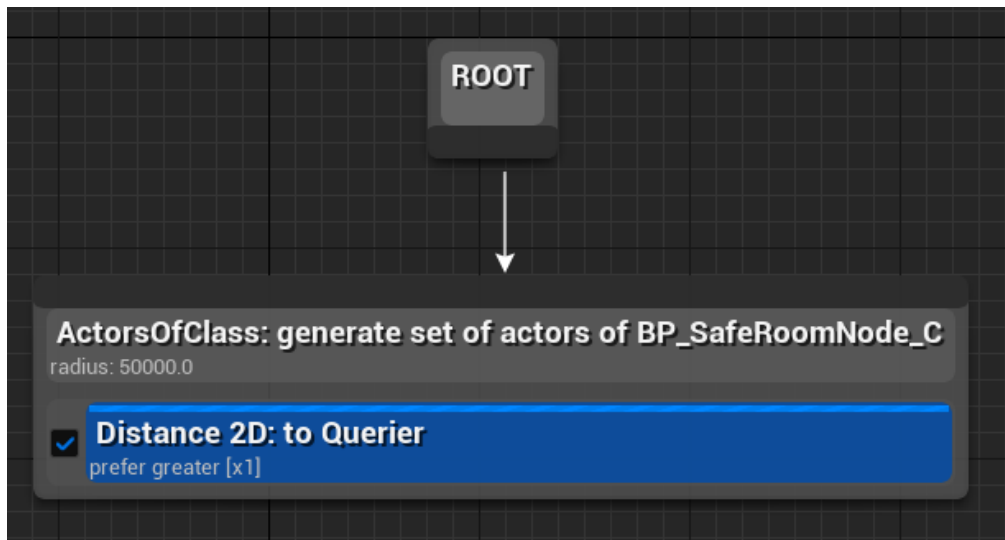 ROOT
ActorsOfClass: generate set of actors of BP_SafeRoomNode_C
radius: 50000.0
Distance 2D: to Querier
prefer greater [x1]